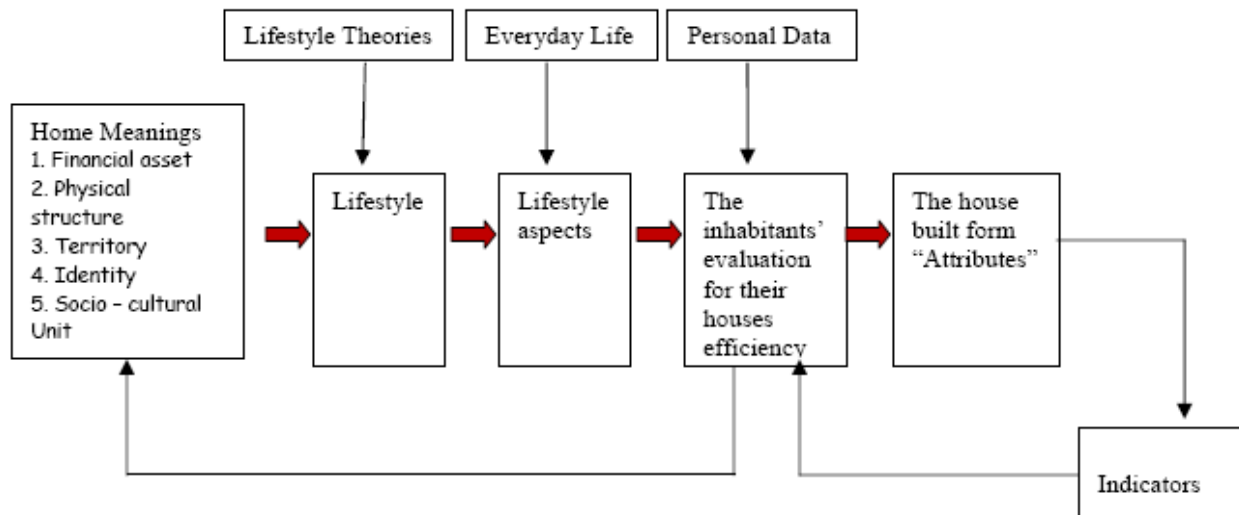 Lifestyle Theories
Everyday Life
Personal Data
Home Meanings
1. Financial asset
2. Physical
structure
3. Territory
4. Identity
5. Socio – cultural
Unit
Lifestyle
Lifestyle
aspects
The
inhabitants’
evaluation
for their
houses
efficiency
The house
built form
“Attributes”
Indicators